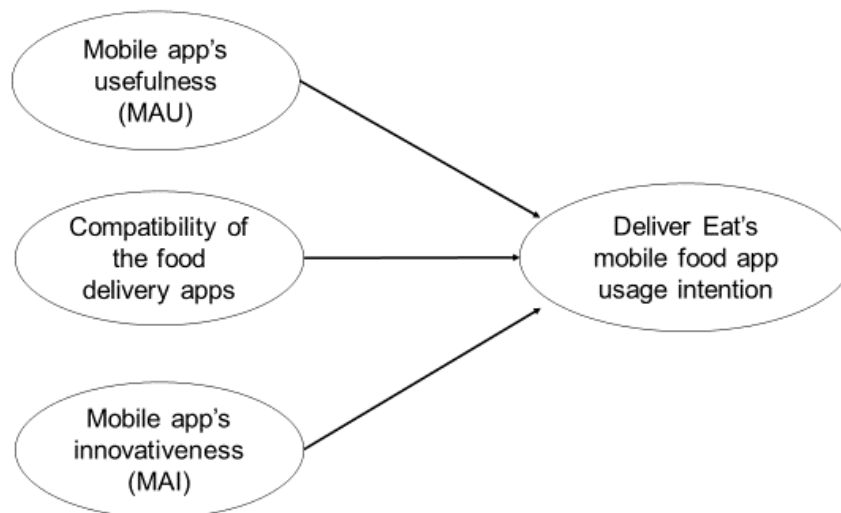 Mobile app's
usefulness
(MAU)
Compatibility of
the food
delivery apps
Mobile app's
innovativeness
(MAI)
Deliver Eat's
mobile food app
usage intention